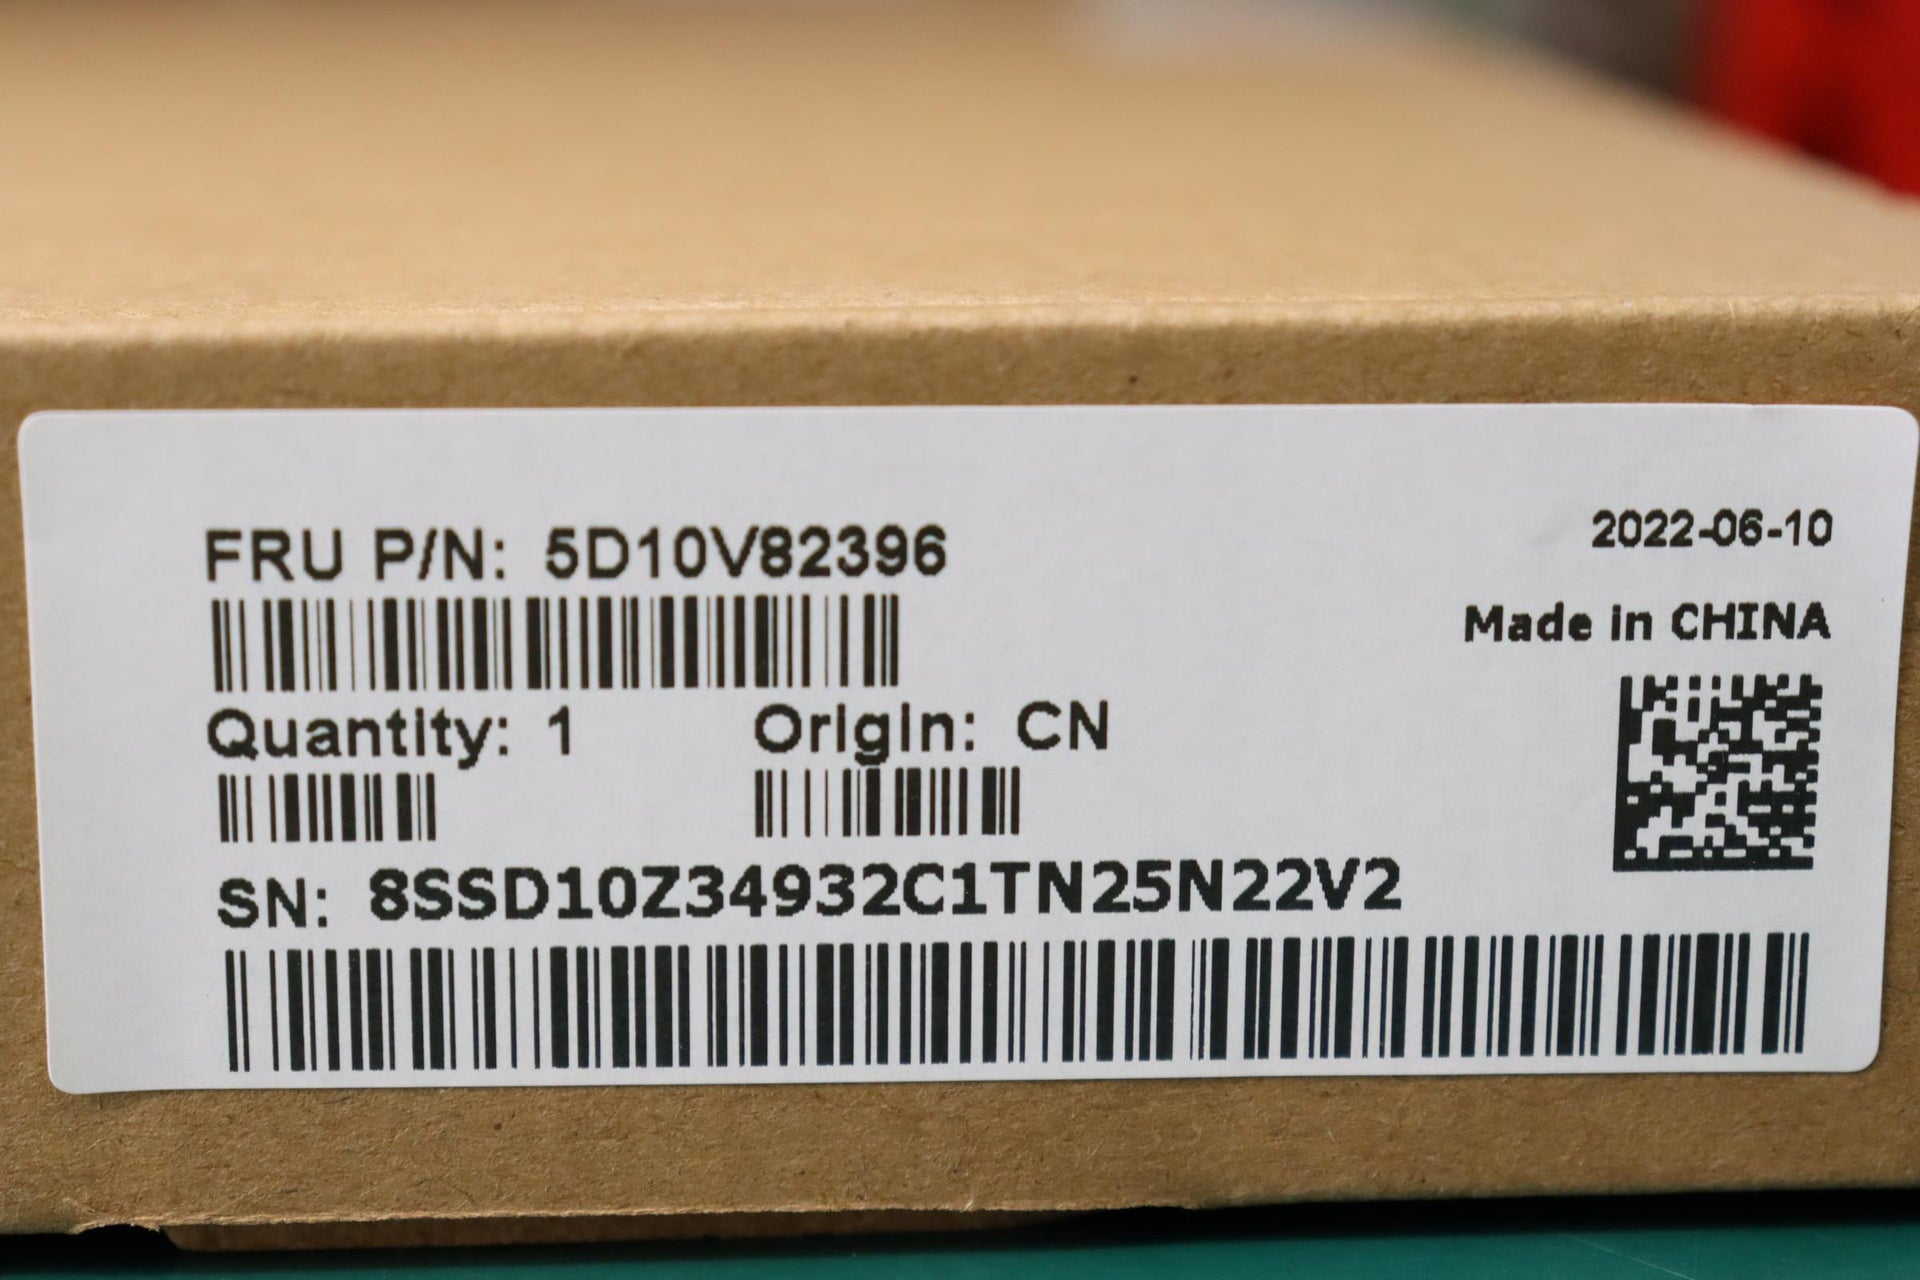 FRU P/N: 5D10V82396
2022-06-10
Made in CHINA
Quantity: 1 Origin: CN
SN: 8SSD10Z34932C1TN25N22V2